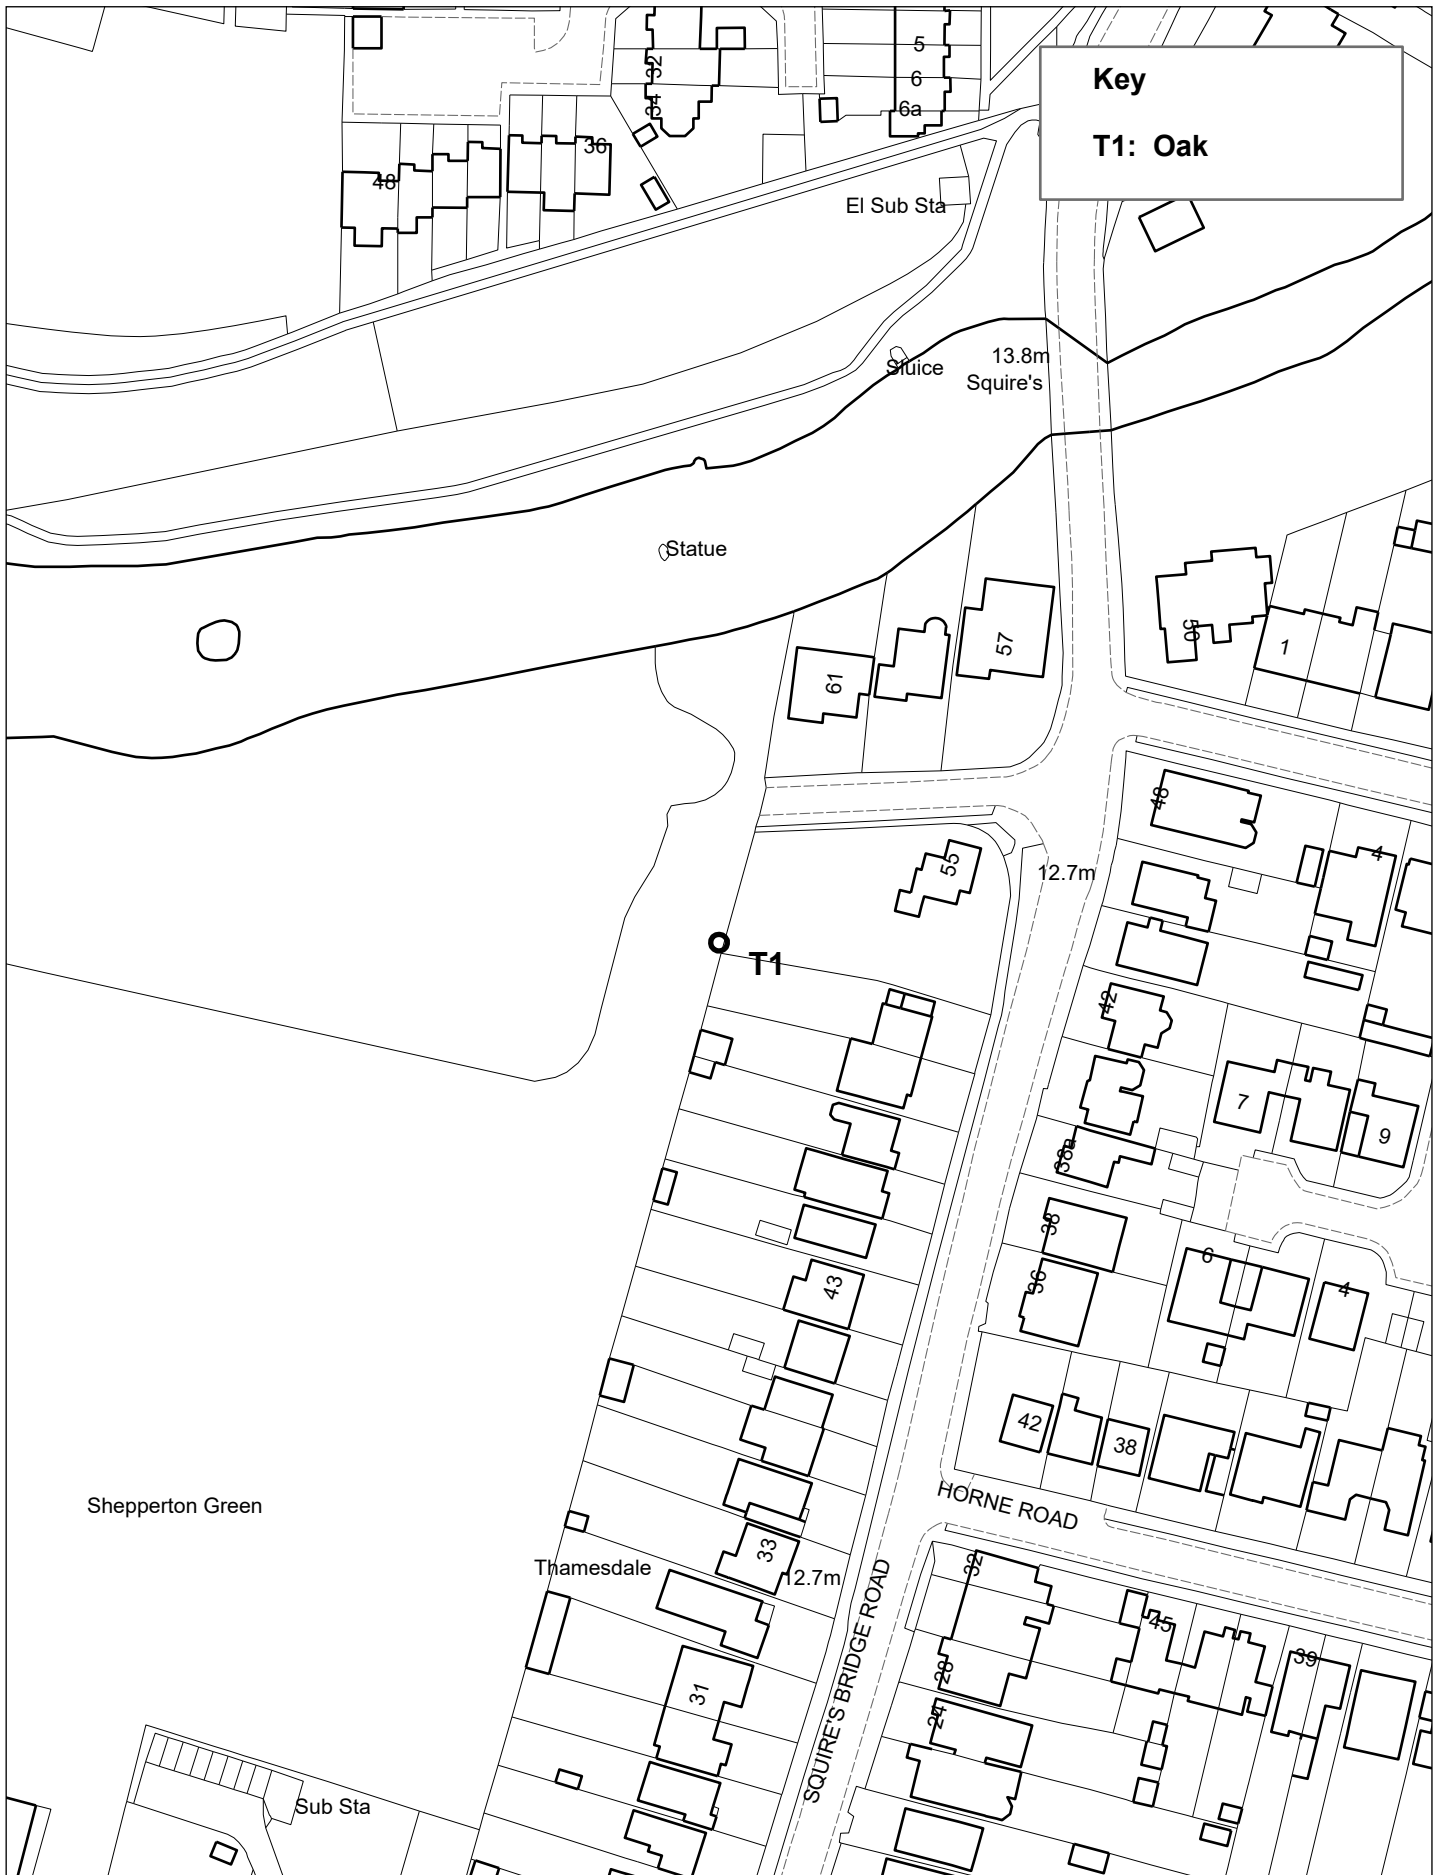 Key
T1: Oak
5
6
6a
32
34
36
48
El Sub Sta
Sluice
13.8m
Squire's
Statue
57
61
50
1
48
4
55
12.7m
T1
42
7
9
38a
38
36
6
4
43
42
38
HORNE ROAD
Shepperton Green
Thamesdale
33
12.7m
32
45
39
SQUIRE'S BRIDGE ROAD
28
24
31
Sub Sta